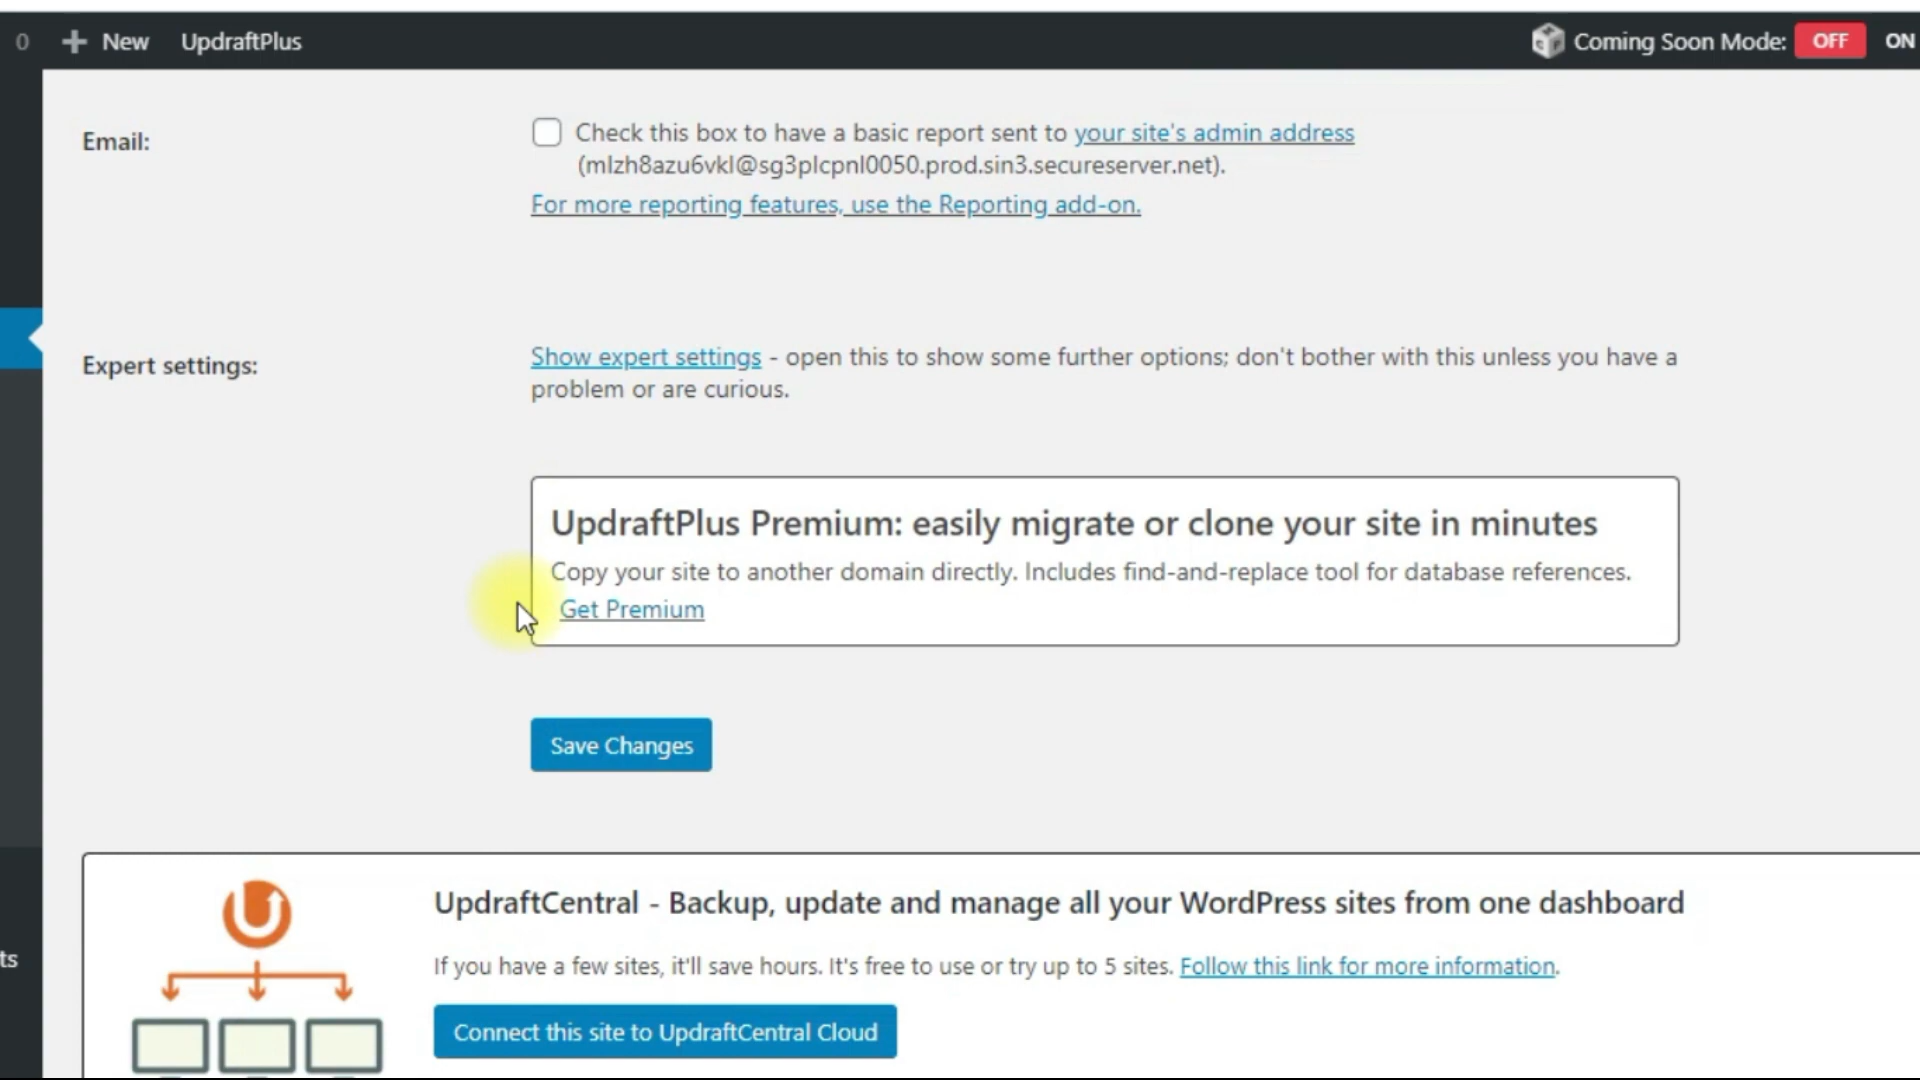 0 New UpdraftPlus Coming Soon Mode: OFF ON
Email:
Check this box to have a basic report sent to your site's admin address
(mlzh8azu6vkl@sg3plcpnl0050.prod.sin3.secureserver.net).
For more reporting features, use the Reporting add-on.
Expert settings:
Show expert settings - open this to show some further options; don't bother with this unless you have a
problem or are curious.
UpdraftPlus Premium: easily migrate or clone your site in minutes
Copy your site to another domain directly. Includes find-and-replace tool for database references.
Get Premium
Save Changes
UpdraftCentral - Backup, update and manage all your WordPress sites from one dashboard
ts
If you have a few sites, it'll save hours. It's free to use or try up to 5 sites. Follow this link for more information.
Connect this site to UpdraftCentral Cloud